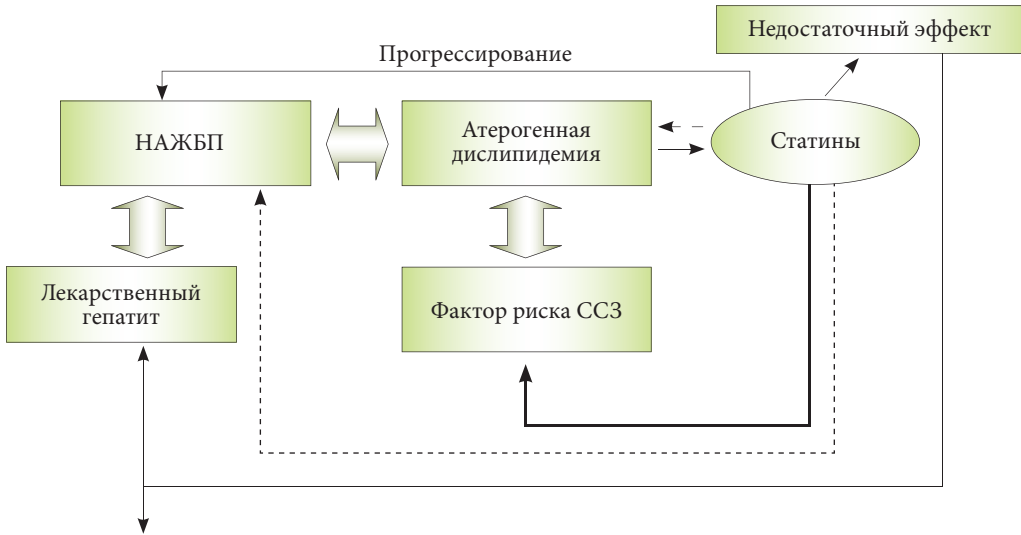 Недостаточный эффект
Прогрессирование
НАЖБП
Атерогенная
дислипидемия
Статины
Лекарственный
гепатит
Фактор риска ССЗ